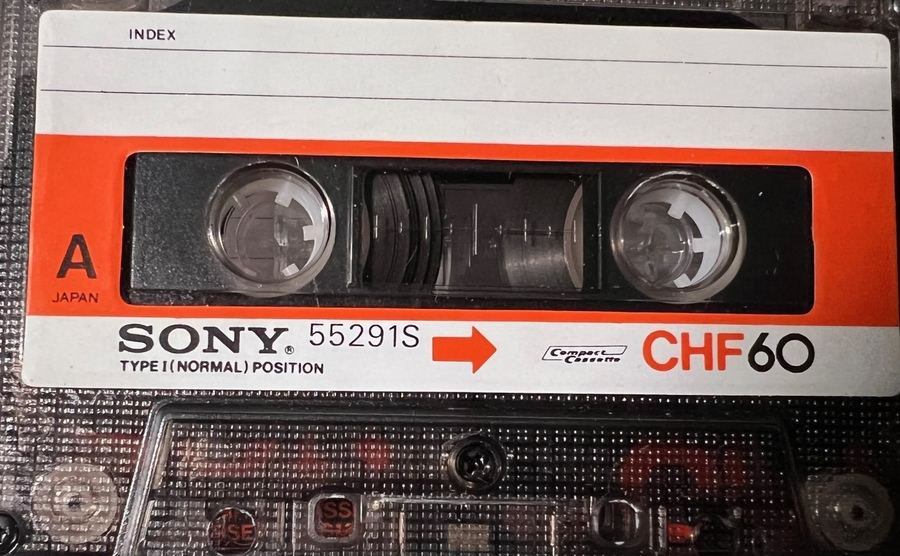 INDEX
A
JAPAN
SONY® 55291S
TYPE I (NORMAL) POSITION
Compact
Cassette
CHF60